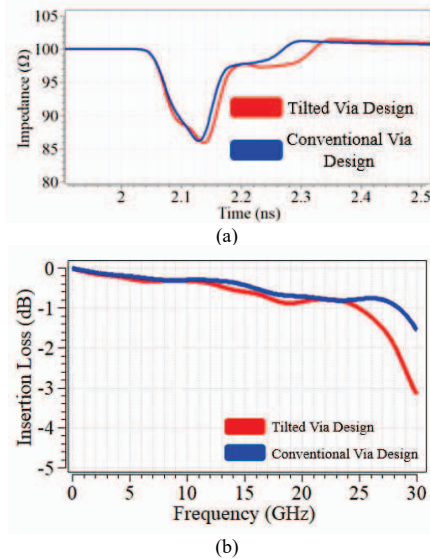 105
100
95
90
85
80
Impedance (Ω)
Tilted Via Design
Conventional Via
Design
2
2.1
2.2
2.3
2.4
2.5
Time (ns)
(a)
0
-1
-2
-3
-4
-5
Insertion Loss (dB)
Tilted Via Design
Conventional Via Design
0
5
10
15
20
25
30
Frequency (GHz)
(b)